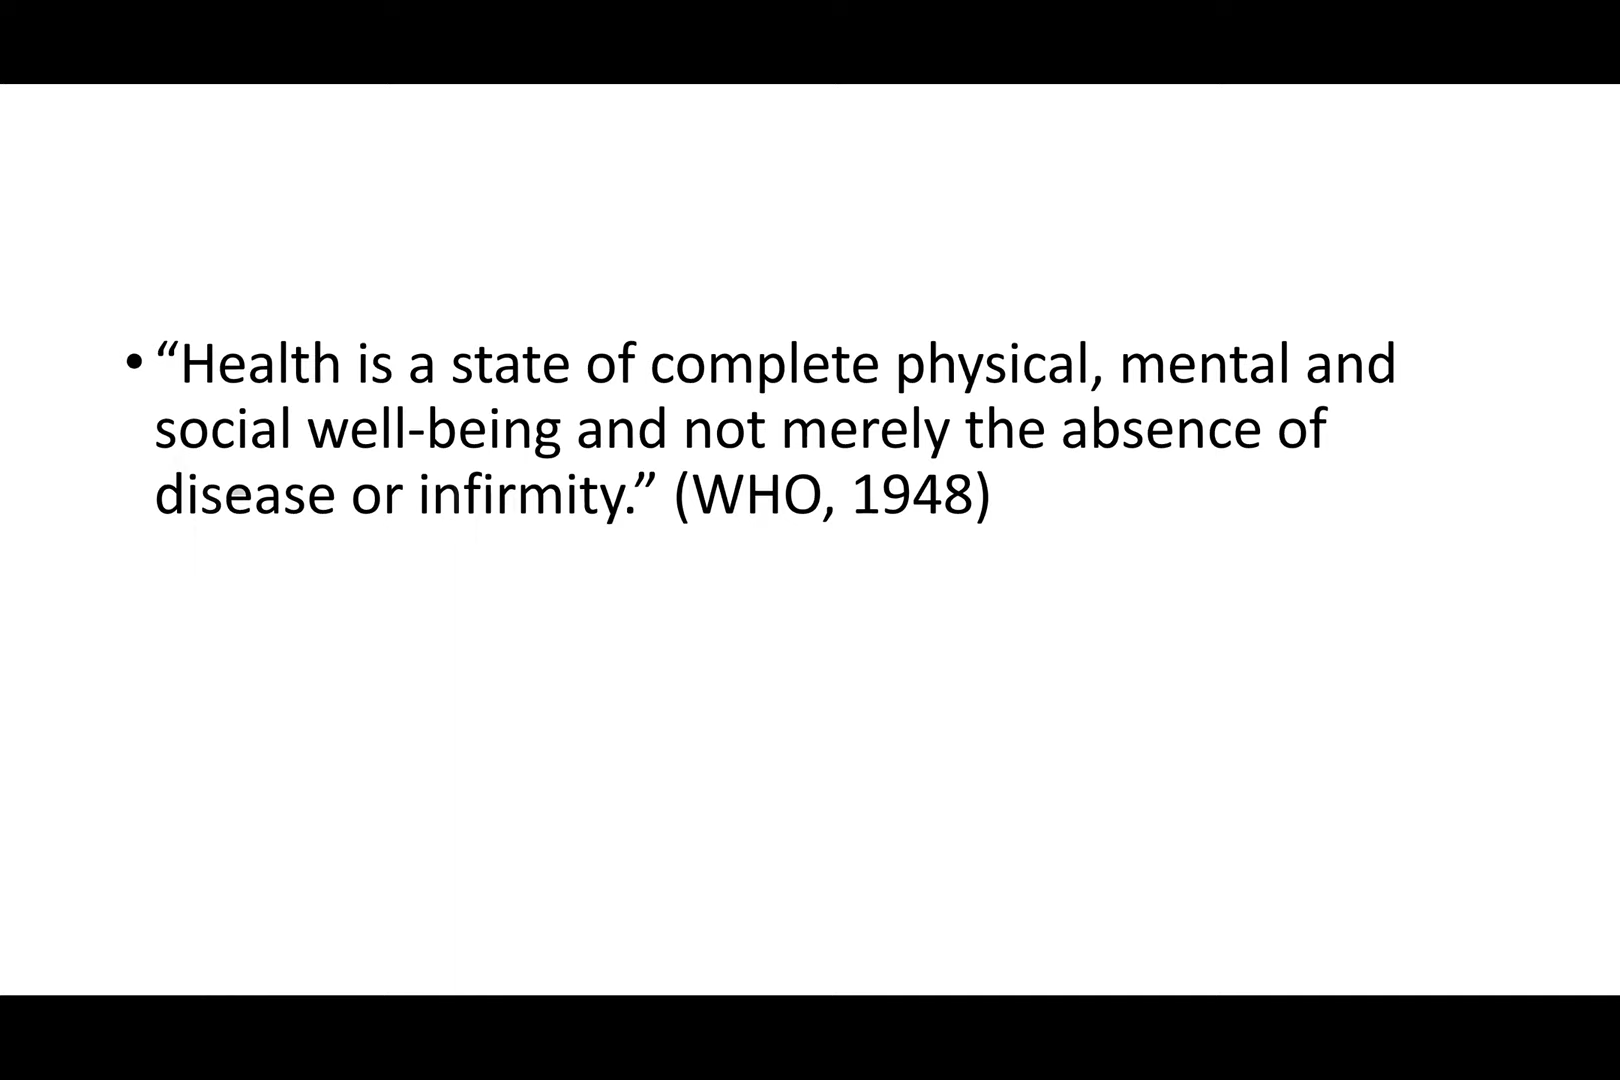 • “Health is a state of complete physical, mental and
social well-being and not merely the absence of
disease or infirmity.” (WHO, 1948)